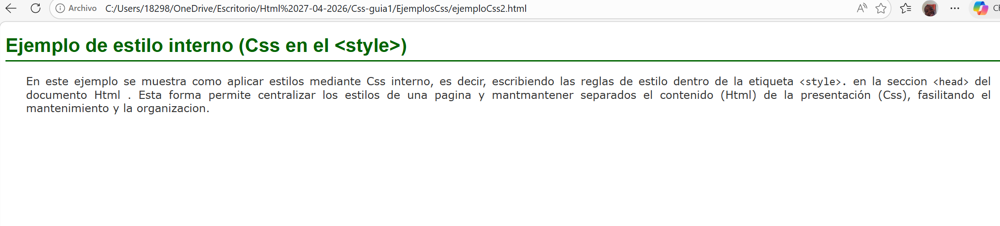 Archivo C:/Users/18298/OneDrive/Escritorio/Html%2027-04-2026/Css-guia1/EjemplosCss/ejemploCss2.html
Ejemplo de estilo interno (Css en el <style>)
En este ejemplo se muestra como aplicar estilos mediante Css interno, es decir, escribiendo las reglas de estilo dentro de la etiqueta <style>. en la seccion <head> del
documento Html . Esta forma permite centralizar los estilos de una pagina y mantmantener separados el contenido (Html) de la presentación (Css), fasilitando el
mantenimiento y la organizacion.